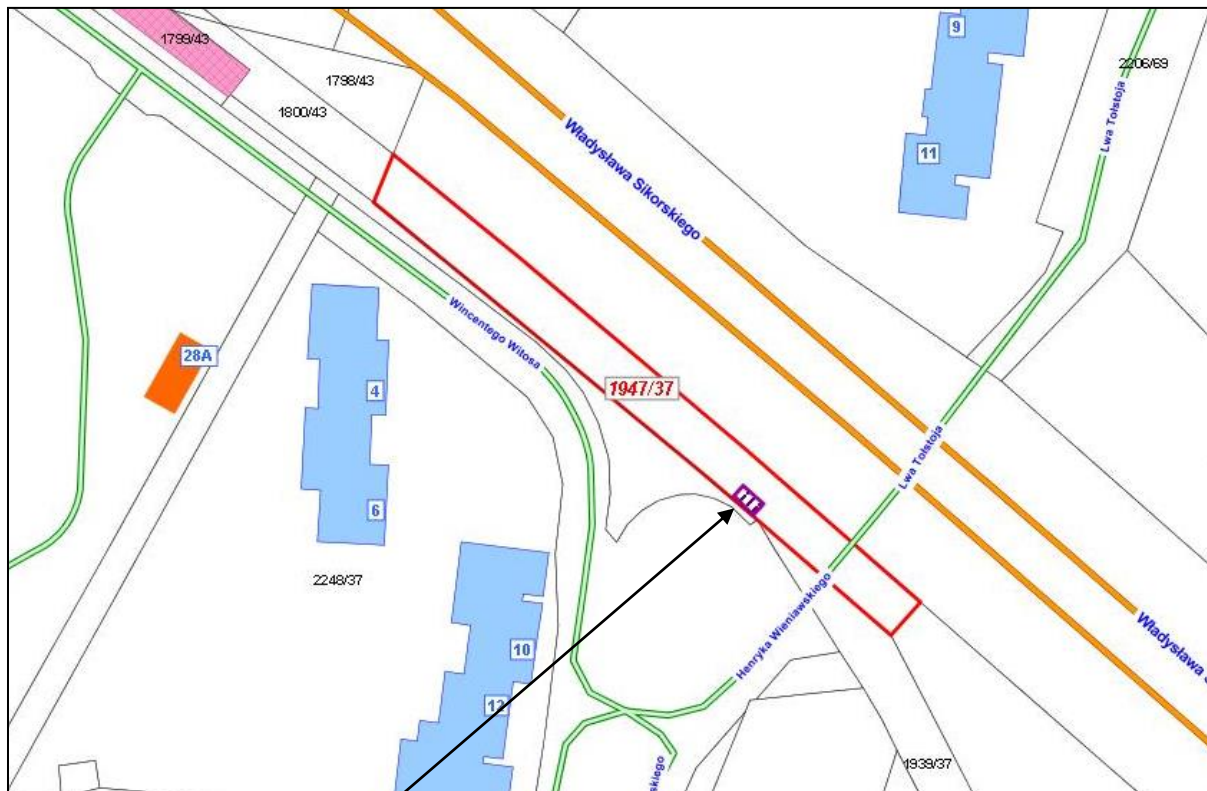 1799/43
9
2206/69
1798/43
1800/43
Lwa Tołstoja
Władysława Sikorskiego
11
Wincentego Witosa
28A
4
1947/37
Lwa Tołstoja
6
2248/37
Henryka Wieniawskiego
Władysława S
10
12
1939/37
skiego